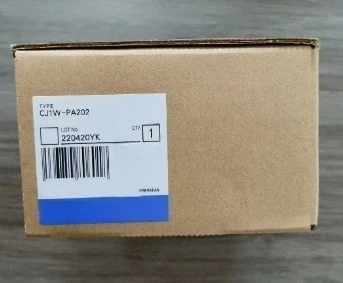 TYPE
CJ1W-PA202
LOT No.
QTY
220420YK
1